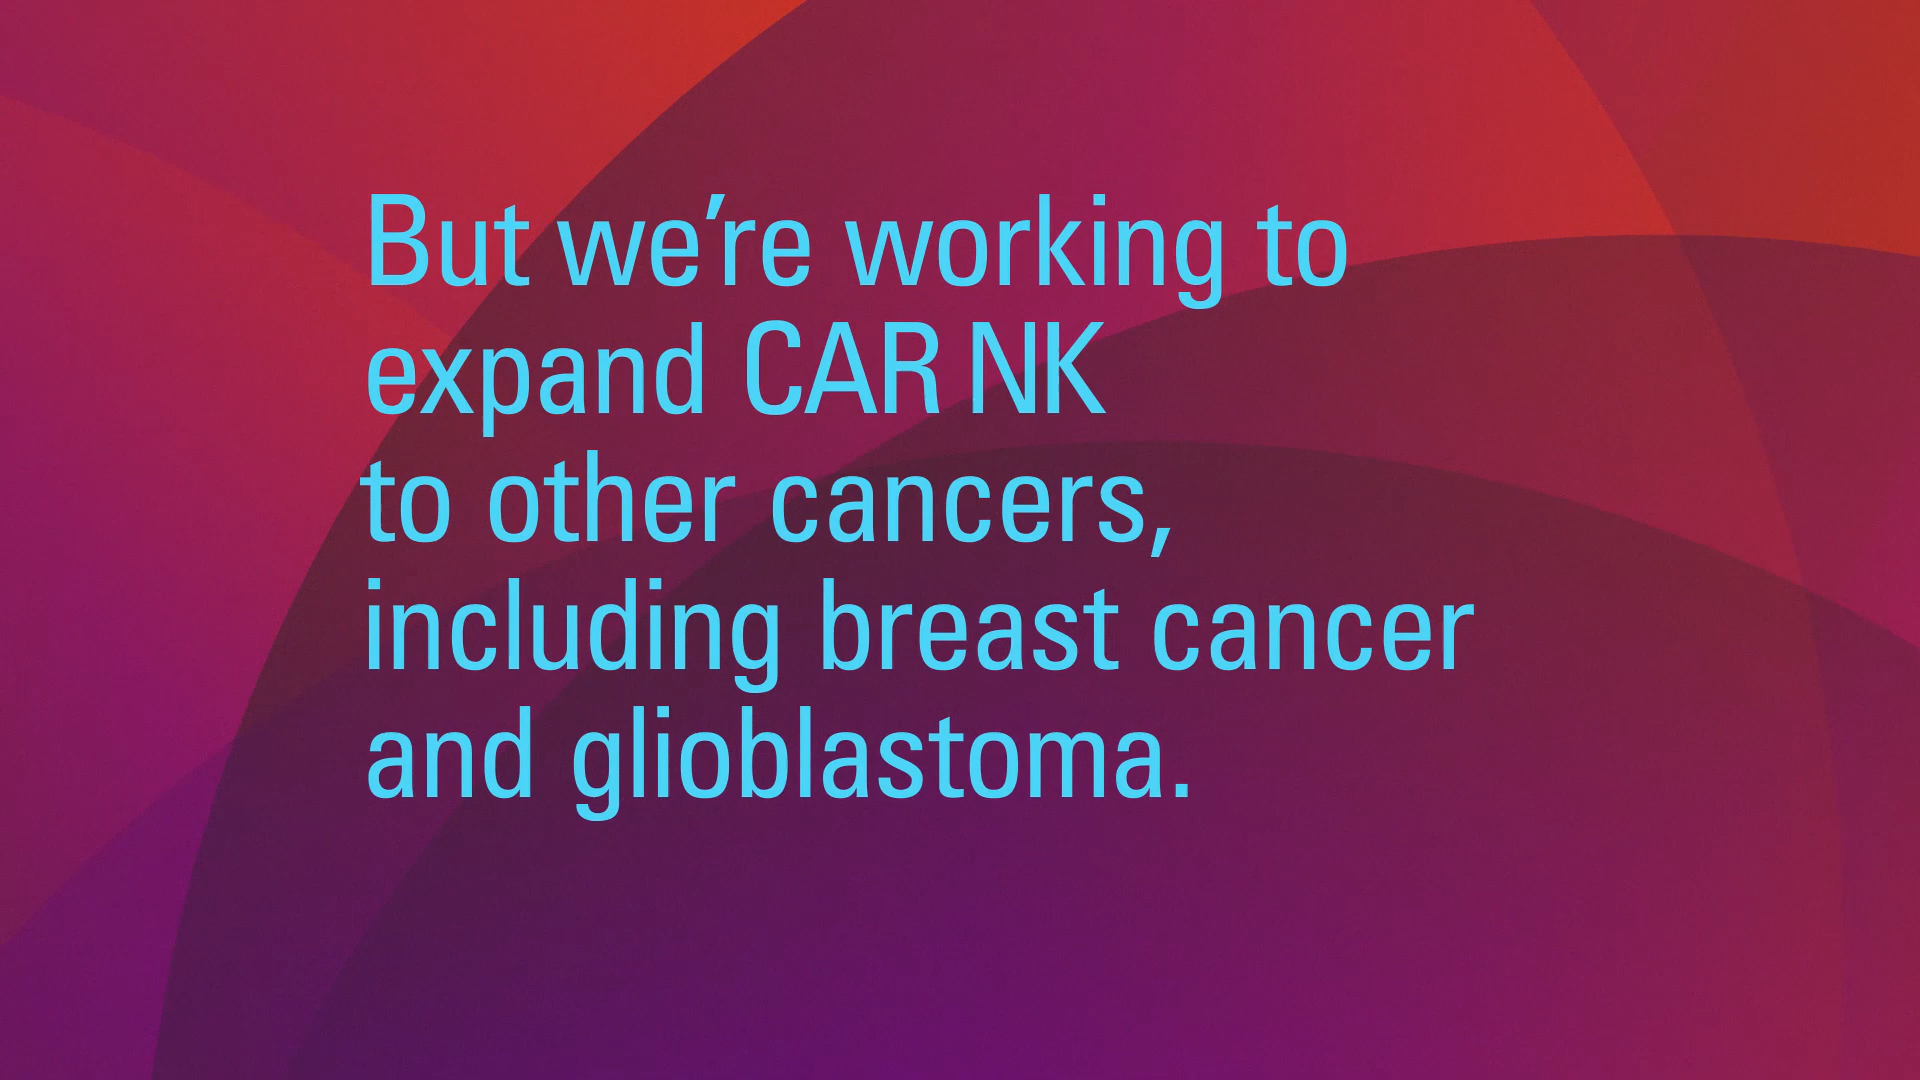 But we’re working to
expand CAR NK
to other cancers,
including breast cancer
and glioblastoma.